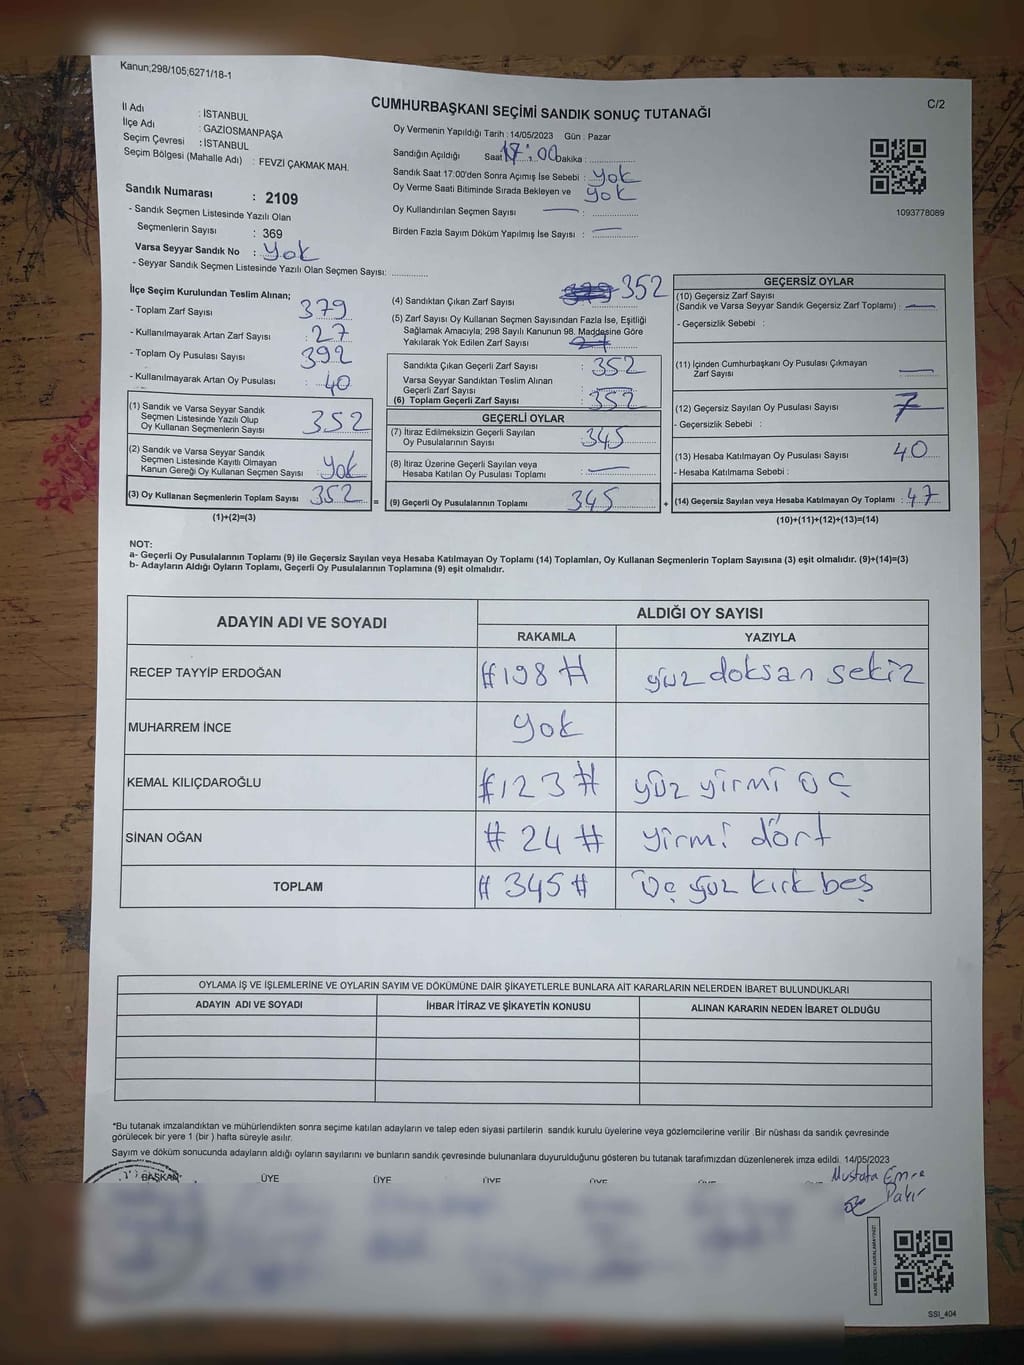 Kanun;298/105;6271/18-1
CUMHURBAŞKANI SEÇİMİ SANDIK SONUÇ TUTANAĞI
C/2
İl Adı : İSTANBUL
İlçe Adı : GAZİOSMANPAŞA
Seçim Çevresi : İSTANBUL
Seçim Bölgesi (Mahalle Adı) : FEVZİ ÇAKMAK MAH.
Sandık Numarası : 2109
- Sandık Seçmen Listesinde Yazılı Olan
Seçmenlerin Sayısı : 369
Varsa Seyyar Sandık No : yok
- Seyyar Sandık Seçmen Listesinde Yazılı Olan Seçmen Sayısı: ............
Oy Vermenin Yapıldığı Tarih : 14/05/2023 Gün : Pazar
Sandığın Açıldığı Saat 17:00 Dakika : ............
Sandık Saat 17.00'den Sonra Açımış İse Sebebi : yok
Oy Verme Saati Bitiminde Sırada Bekleyen ve yok
Oy Kullandırılan Seçmen Sayısı — : ............
Birden Fazla Sayım Döküm Yapılmış İse Sayısı : —
1093778089
İlçe Seçim Kurulundan Teslim Alınan;
- Toplam Zarf Sayısı : 379
- Kullanılmayarak Artan Zarf Sayısı : 27
- Toplam Oy Pusulası Sayısı : 392
- Kullanılmayarak Artan Oy Pusulası : 40
(1) Sandık ve Varsa Seyyar Sandık
Seçmen Listesinde Yazılı Olup
Oy Kullanan Seçmenlerin Sayısı 352
(2) Sandık ve Varsa Seyyar Sandık
Seçmen Listesinde Kayıtlı Olmayan
Kanun Gereği Oy Kullanan Seçmen Sayısı yok
(3) Oy Kullanan Seçmenlerin Toplam Sayısı 352 =
(1)+(2)=(3)
(4) Sandıktan Çıkan Zarf Sayısı 352
(5) Zarf Sayısı Oy Kullanan Seçmen Sayısından Fazla İse, Eşitliği
Sağlamak Amacıyla; 298 Sayılı Kanunun 98. Maddesine Göre
Yakılarak Yok Edilen Zarf Sayısı
Sandıkta Çıkan Geçerli Zarf Sayısı : 352
Varsa Seyyar Sandıktan Teslim Alınan
Geçerli Zarf Sayısı
(6) Toplam Geçerli Zarf Sayısı : 352
GEÇERLİ OYLAR
(7) İtiraz Edilmeksizin Geçerli Sayılan
Oy Pusulalarının Sayısı 345
(8) İtiraz Üzerine Geçerli Sayılan veya
Hesaba Katılan Oy Pusulası Toplamı : —
(9) Geçerli Oy Pusulalarının Toplamı 345 +
GEÇERSİZ OYLAR
(10) Geçersiz Zarf Sayısı
(Sandık ve Varsa Seyyar Sandık Geçersiz Zarf Toplamı) : —
- Geçersizlik Sebebi :
(11) İçinden Cumhurbaşkanı Oy Pusulası Çıkmayan
Zarf Sayısı —
(12) Geçersiz Sayılan Oy Pusulası Sayısı 7
- Geçersizlik Sebebi :
(13) Hesaba Katılmayan Oy Pusulası Sayısı 40
- Hesaba Katılmama Sebebi :
(14) Geçersiz Sayılan veya Hesaba Katılmayan Oy Toplamı : 47
(10)+(11)+(12)+(13)=(14)
NOT:
a- Geçerli Oy Pusulalarının Toplamı (9) ile Geçersiz Sayılan veya Hesaba Katılmayan Oy Toplamı (14) Toplamları, Oy Kullanan Seçmenlerin Toplam Sayısına (3) eşit olmalıdır. (9)+(14)=(3)
b- Adayların Aldığı Oyların Toplamı, Geçerli Oy Pusulalarının Toplamına (9) eşit olmalıdır.
ADAYIN ADI VE SOYADI
ALDIĞI OY SAYISI
RAKAMLA YAZIYLA
RECEP TAYYİP ERDOĞAN #198# yüz doksan sekiz
MUHARREM İNCE yok
KEMAL KILIÇDAROĞLU #123# yüz yirmi üç
SİNAN OĞAN #24# yirmi dört
TOPLAM #345# üç yüz kırk beş
OYLAMA İŞ VE İŞLEMLERİNE VE OYLARIN SAYIM VE DÖKÜMÜNE DAİR ŞİKAYETLERLE BUNLARA AİT KARARLARIN NELERDEN İBARET BULUNDUKLARI
ADAYIN ADI VE SOYADI İHBAR İTİRAZ VE ŞİKAYETİN KONUSU ALINAN KARARIN NEDEN İBARET OLDUĞU
*Bu tutanak imzalandıktan ve mühürlendikten sonra seçime katılan adayların ve talep eden siyasi partilerin sandık kurulu üyelerine veya gözlemcilerine verilir. Bir nüshası da sandık çevresinde
görülecek bir yere 1 (bir) hafta süreyle asılır.
Sayım ve döküm sonucunda adayların aldığı oyların sayılarını ve bunların sandık çevresinde bulunanlara duyurulduğunu gösteren bu tutanak tarafımızdan düzenlenerek imza edildi. 14/05/2023
BAŞKAN ÜYE ÜYE ÜYE ÜYE ÜYE
Mustafa Emre
Pakır
KARE KODU KARALAMAYINIZ!
SSI_404